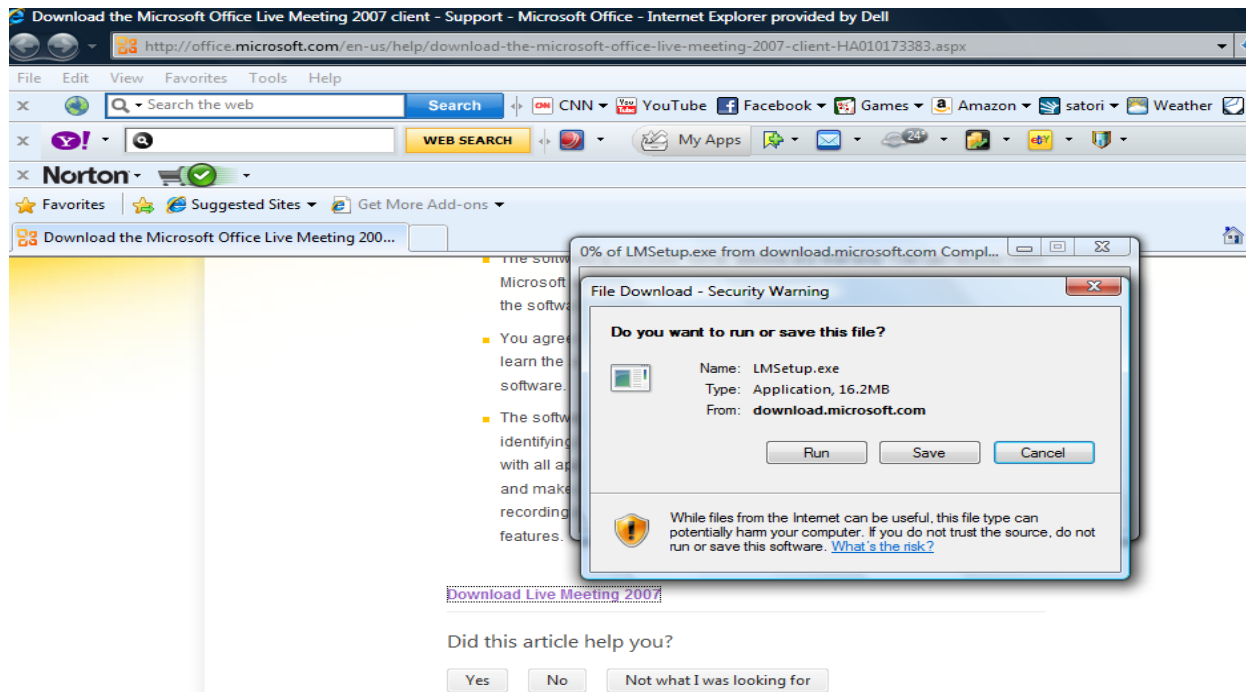 Download the Microsoft Office Live Meeting 2007 client - Support - Microsoft Office - Internet Explorer provided by Dell
http://office.microsoft.com/en-us/help/download-the-microsoft-office-live-meeting-2007-client-HA010173383.aspx
File Edit View Favorites Tools Help
x Search the web Search CNN YouTube Facebook Games Amazon satori Weather
x Y! WEB SEARCH My Apps 24° ebY
x Norton
Favorites Suggested Sites Get More Add-ons
Download the Microsoft Office Live Meeting 200...
0% of LMSetup.exe from download.microsoft.com Compl...
Microsoft
the softwa
You agree
learn the
software.
The softw
identifying
with all ap
and make
recording
features.
File Download - Security Warning
Do you want to run or save this file?
Name: LMSetup.exe
Type: Application, 16.2MB
From: download.microsoft.com
Run Save Cancel
While files from the Internet can be useful, this file type can
potentially harm your computer. If you do not trust the source, do not
run or save this software. What's the risk?
Download Live Meeting 2007
Did this article help you?
Yes No Not what I was looking for